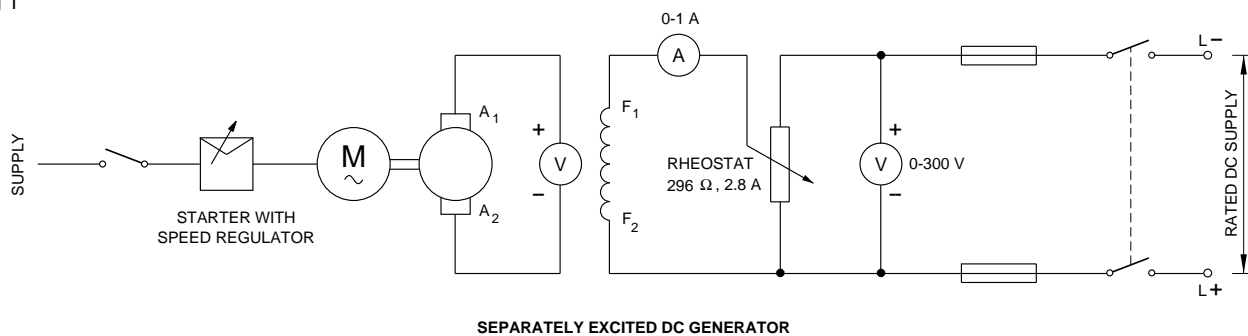 0-1 A
A
L-
SUPPLY
M
~
A1
A2
+
V
-
F1
F2
RHEOSTAT
296 Ω, 2.8 A
+
V
-
0-300 V
RATED DC SUPPLY
STARTER WITH
SPEED REGULATOR
L+
SEPARATELY EXCITED DC GENERATOR